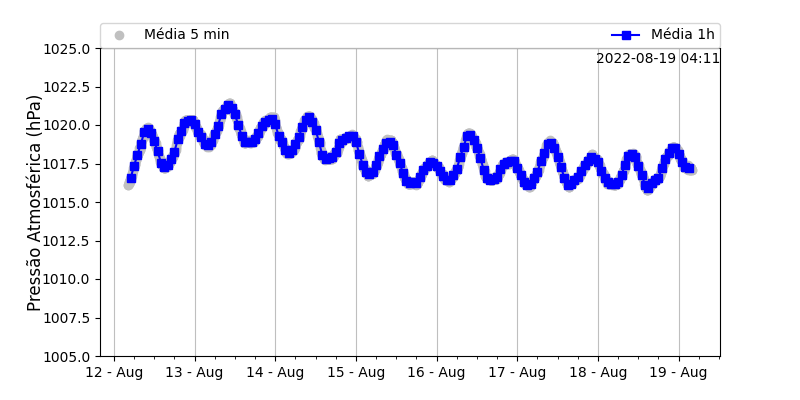 Média 5 min
Média 1h
2022-08-19 04:11
Pressão Atmosférica (hPa)
1025.0
1022.5
1020.0
1017.5
1015.0
1012.5
1010.0
1007.5
1005.0
12 - Aug
13 - Aug
14 - Aug
15 - Aug
16 - Aug
17 - Aug
18 - Aug
19 - Aug